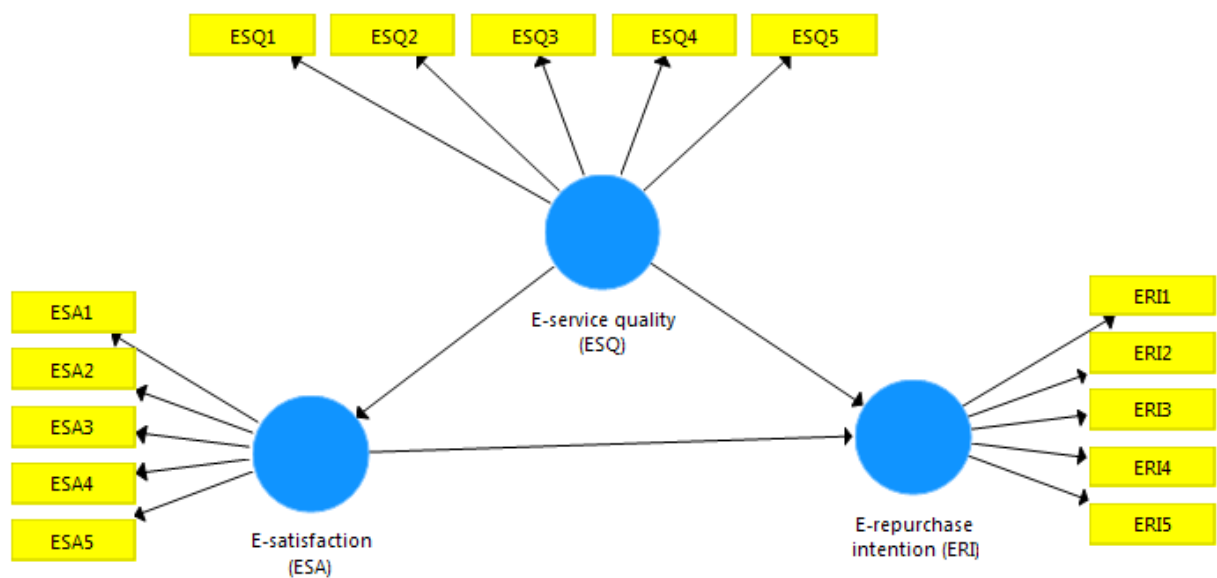 ESQ1
ESQ2
ESQ3
ESQ4
ESQ5
E-service quality
(ESQ)
ESA1
ESA2
ESA3
ESA4
ESA5
E-satisfaction
(ESA)
ERI1
ERI2
ERI3
ERI4
ERI5
E-repurchase
intention (ERI)